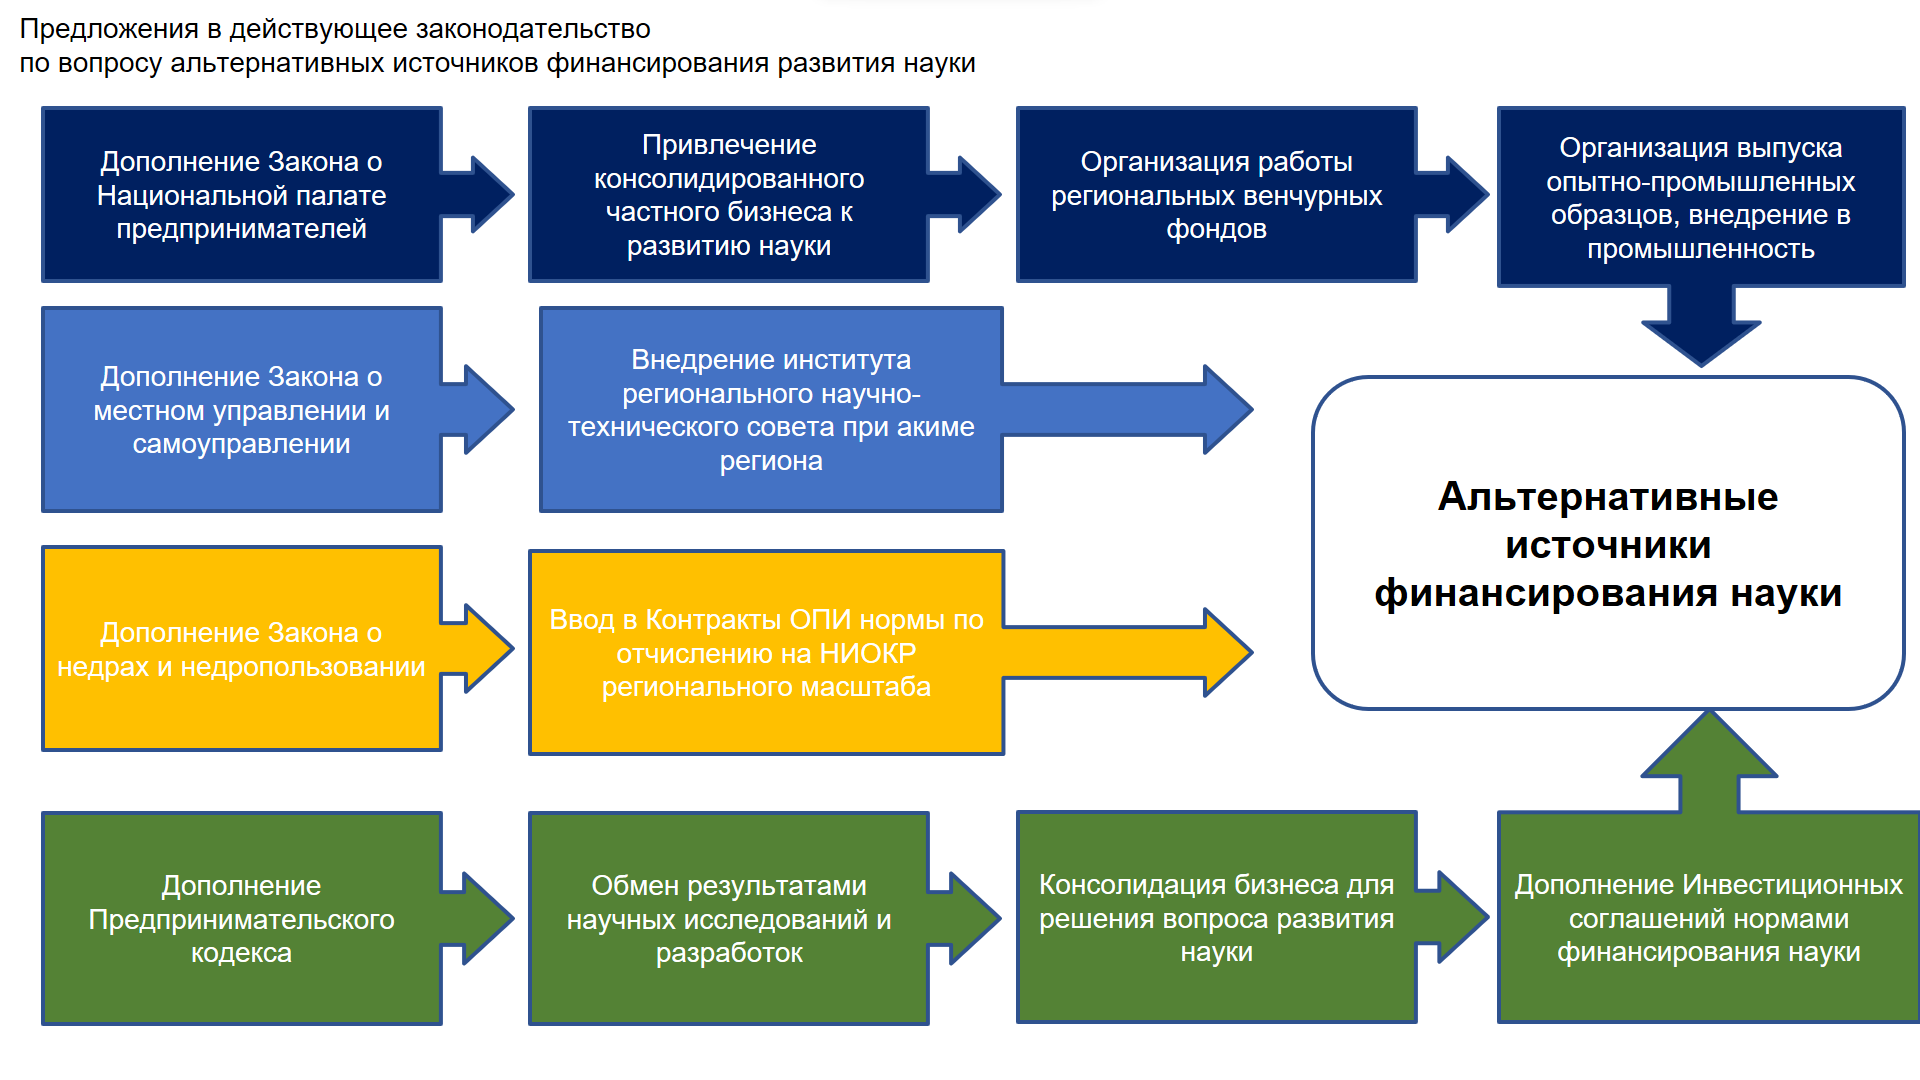 Предложения в действующее законодательство
по вопросу альтернативных источников финансирования развития науки
Дополнение Закона о
Национальной палате
предпринимателей
Привлечение
консолидированного
частного бизнеса к
развитию науки
Организация работы
региональных венчурных
фондов
Организация выпуска
опытно-промышленных
образцов, внедрение в
промышленность
Дополнение Закона о
местном управлении и
самоуправлении
Внедрение института
регионального научно-
технического совета при акиме
региона
Альтернативные
источники
финансирования науки
Дополнение Закона о
недрах и недропользовании
Ввод в Контракты ОПИ нормы по
отчислению на НИОКР
регионального масштаба
Дополнение
Предпринимательского
кодекса
Обмен результатами
научных исследований и
разработок
Консолидация бизнеса для
решения вопроса развития
науки
Дополнение Инвестиционных
соглашений нормами
финансирования науки